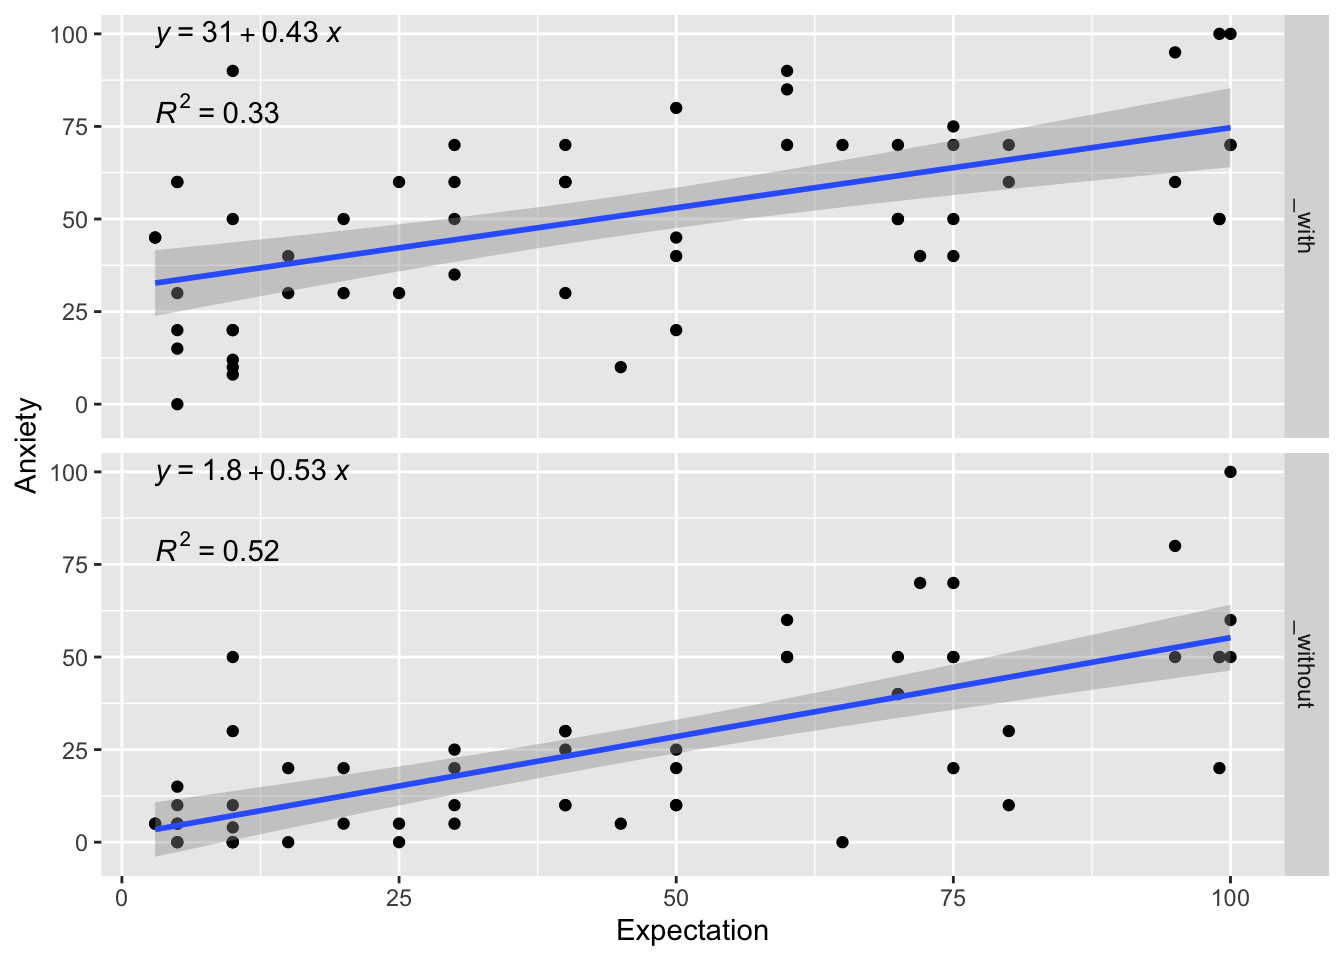 y = 31 + 0.43 x
R² = 0.33
100
75
50
25
0
_with
Anxiety
y = 1.8 + 0.53 x
R² = 0.52
100
75
50
25
0
_without
0 25 50 75 100
Expectation